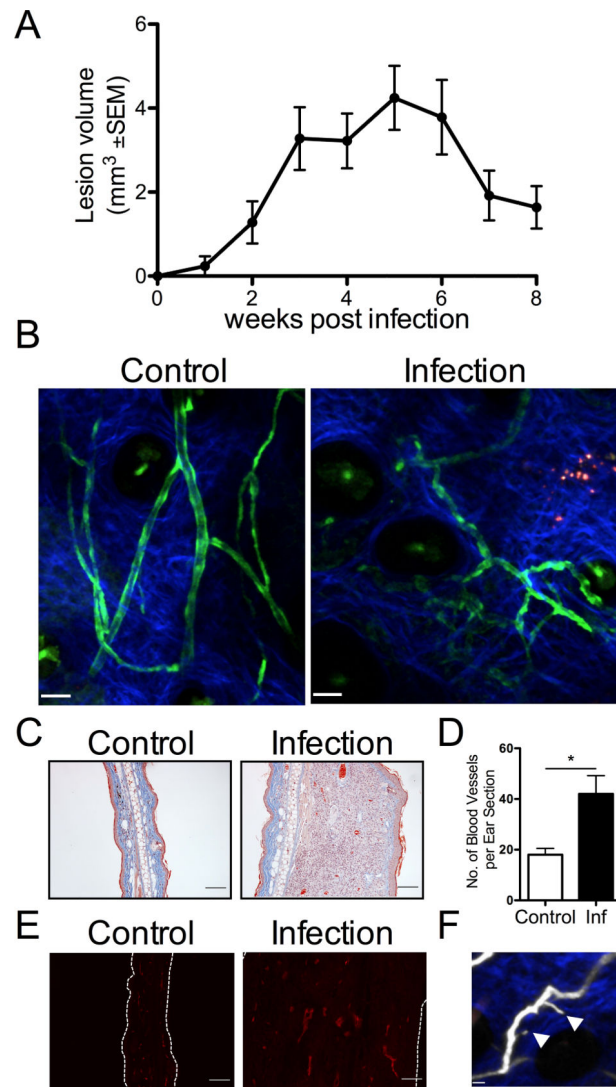 A
Lesion volume
(mm³ ±SEM)
6
4
2
0
0 2 4 6 8
weeks post infection
B
Control Infection
C
Control Infection
D
No. of Blood Vessels
per Ear Section
60
40
20
0
*
Control Inf
E
Control Infection
F